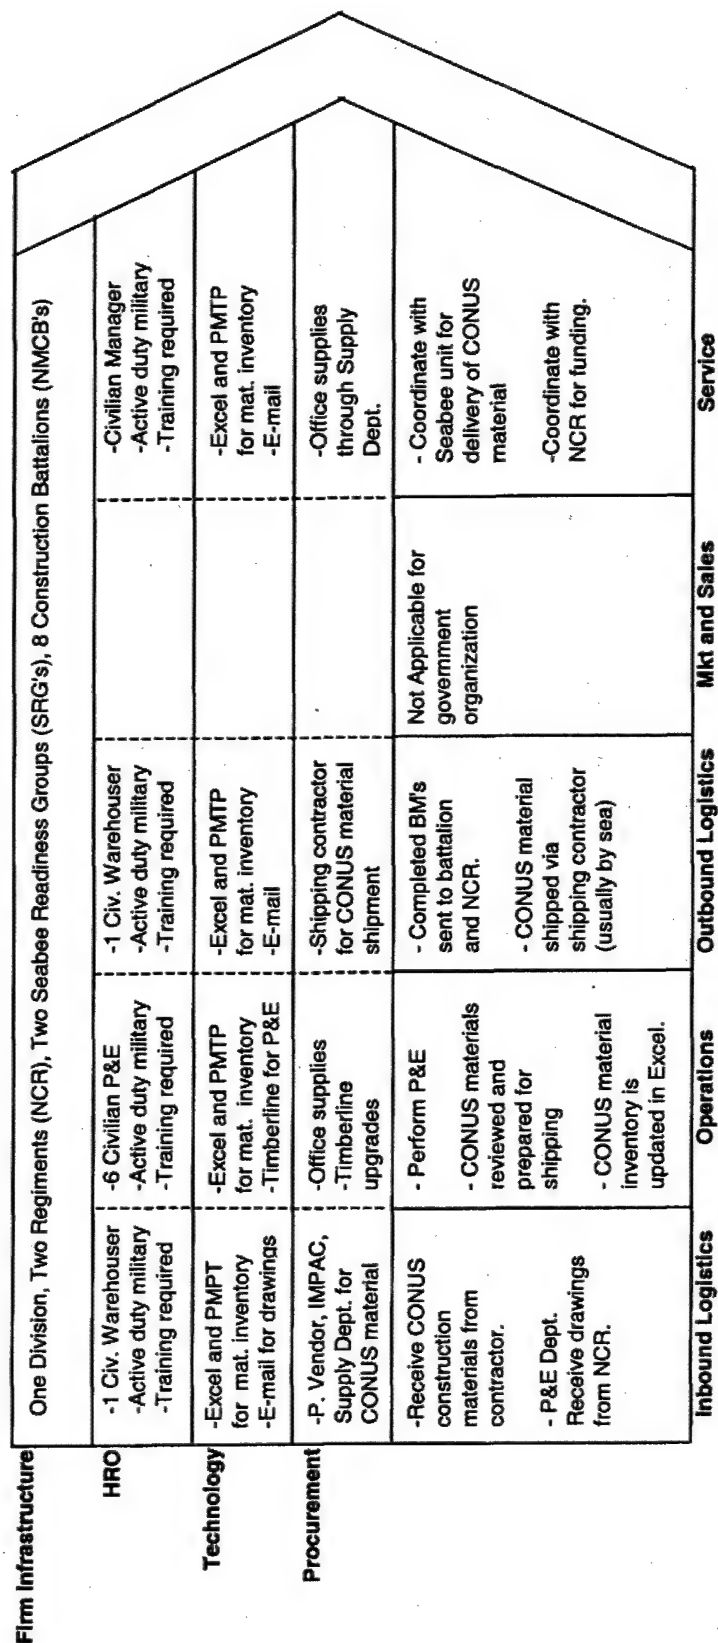 Firm Infrastructure
One Division, Two Regiments (NCR), Two Seabee Readiness Groups (SRG's), 8 Construction Battalions (NMCB's)
HRO
-1 Civ. Warehouser
-Active duty military
-Training required
-6 Civilian P&E
-Active duty military
-Training required
-1 Civ. Warehouser
-Active duty military
-Training required
-Civilian Manager
-Active duty military
-Training required
Technology
-Excel and PMPT
for mat. inventory
-E-mail for drawings
-Excel and PMTP
for mat. inventory
-Timberline for P&E
-Excel and PMTP
for mat. inventory
-E-mail
-Excel and PMTP
for mat. inventory
-E-mail
Procurement
-P. Vendor, IMPAC,
Supply Dept. for
CONUS material
-Office supplies
-Timberline
upgrades
-Shipping contractor
for CONUS material
shipment
-Office supplies
through Supply
Dept.
-Receive CONUS
construction
materials from
contractor.
- P&E Dept.
Receive drawings
from NCR.
- Perform P&E
- CONUS materials
reviewed and
prepared for
shipping
- CONUS material
inventory is
updated in Excel.
- Completed BM's
sent to battalion
and NCR.
- CONUS material
shipped via
shipping contractor
(usually by sea)
Not Applicable for
government
organization
- Coordinate with
Seabee unit for
delivery of CONUS
material
-Coordinate with
NCR for funding.
Inbound Logistics
Operations
Outbound Logistics
Mkt and Sales
Service